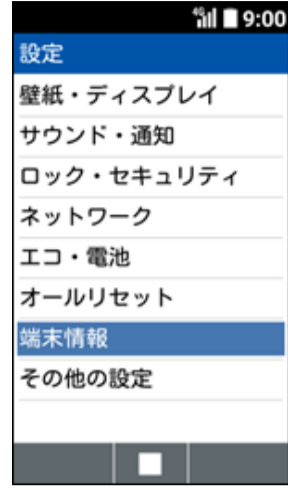 4G 9:00
設定
壁紙・ディスプレイ
サウンド・通知
ロック・セキュリティ
ネットワーク
エコ・電池
オールリセット
端末情報
その他の設定